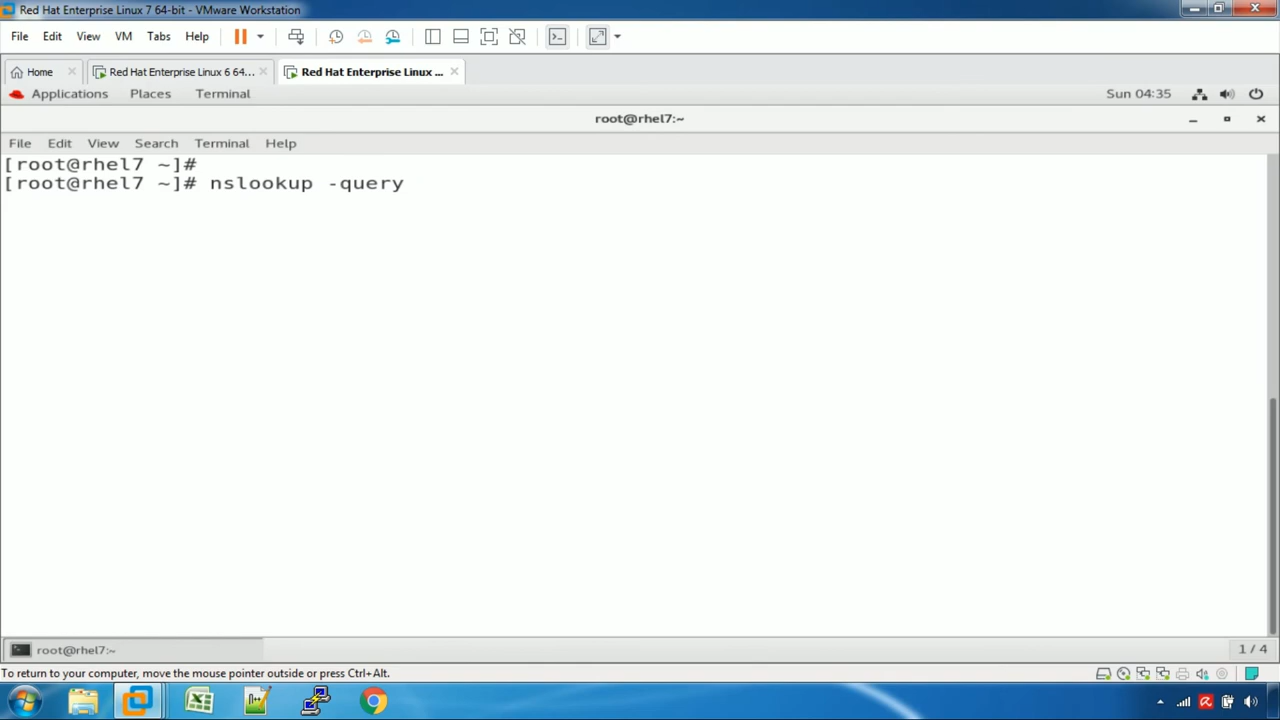 Red Hat Enterprise Linux 7 64-bit - VMware Workstation
File Edit View VM Tabs Help
Home Red Hat Enterprise Linux 6 64... Red Hat Enterprise Linux ...
Applications Places Terminal Sun 04:35
root@rhel7:~
File Edit View Search Terminal Help
[root@rhel7 ~]#
[root@rhel7 ~]# nslookup -query
root@rhel7:~ 1 / 4
To return to your computer, move the mouse pointer outside or press Ctrl+Alt.